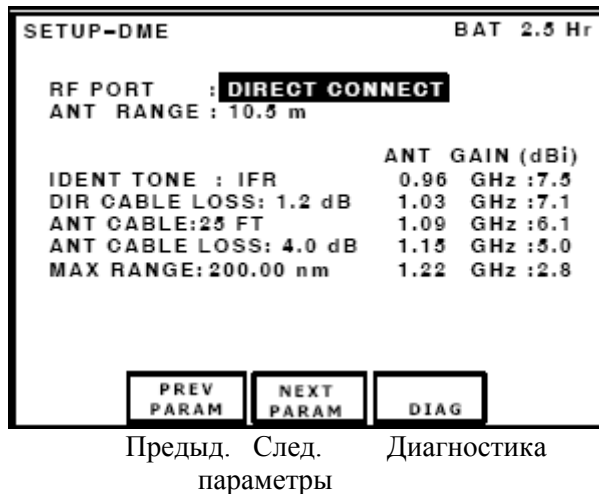 SETUP-DME BAT 2.5 Hr
RF PORT : DIRECT CONNECT
ANT RANGE : 10.5 m
ANT GAIN (dBi)
IDENT TONE : IFR 0.96 GHz :7.5
DIR CABLE LOSS: 1.2 dB 1.03 GHz :7.1
ANT CABLE:25 FT 1.09 GHz :6.1
ANT CABLE LOSS: 4.0 dB 1.15 GHz :5.0
MAX RANGE: 200.00 nm 1.22 GHz :2.8
PREV NEXT
PARAM PARAM DIAG
Предыд. След. Диагностика
параметры